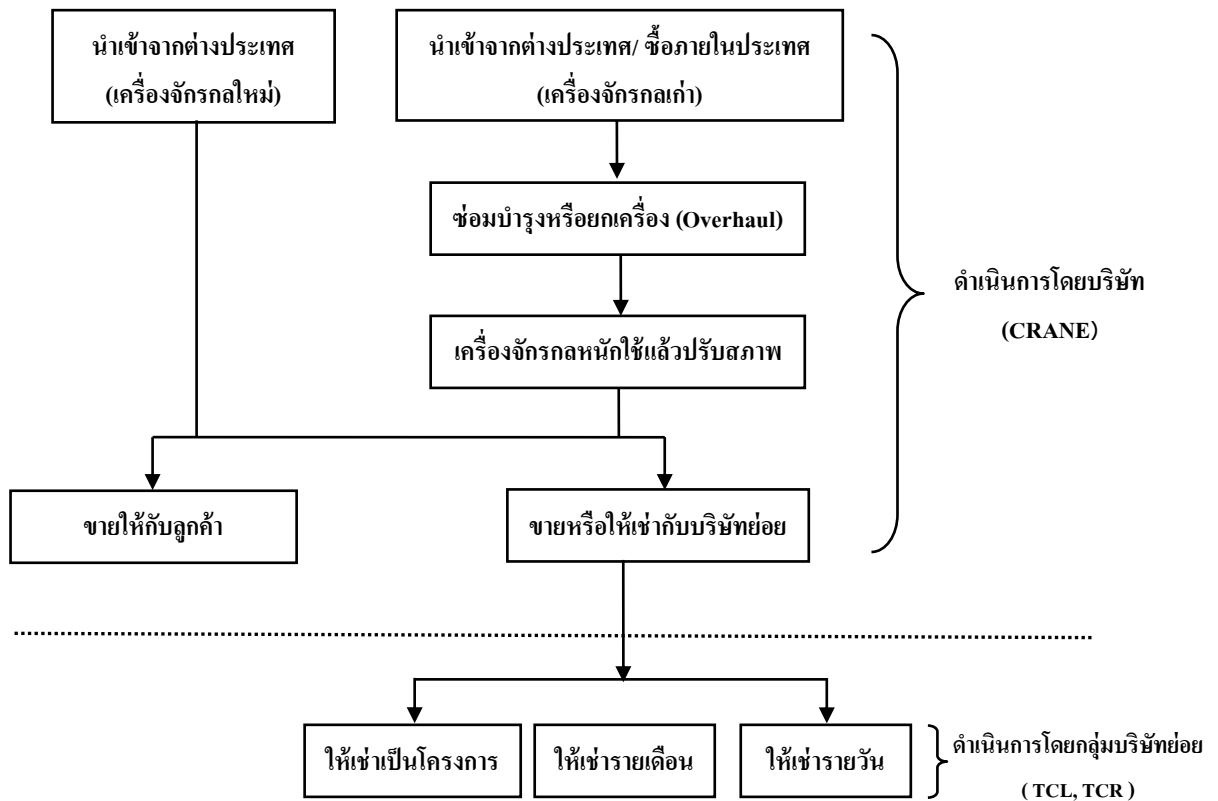 นำเข้าจากต่างประเทศ
(เครื่องจักรกลใหม่)
นำเข้าจากต่างประเทศ/ ซื้อภายในประเทศ
(เครื่องจักรกลเก่า)
ซ่อมบำรุงหรือยกเครื่อง (Overhaul)
เครื่องจักรกลหนักใช้แล้วปรับสภาพ
ดำเนินการโดยบริษัท
(CRANE)
ขายให้กับลูกค้า
ขายหรือให้เช่ากับบริษัทย่อย
ให้เช่าเป็นโครงการ
ให้เช่ารายเดือน
ให้เช่ารายวัน
ดำเนินการโดยกลุ่มบริษัทย่อย
( TCL, TCR )